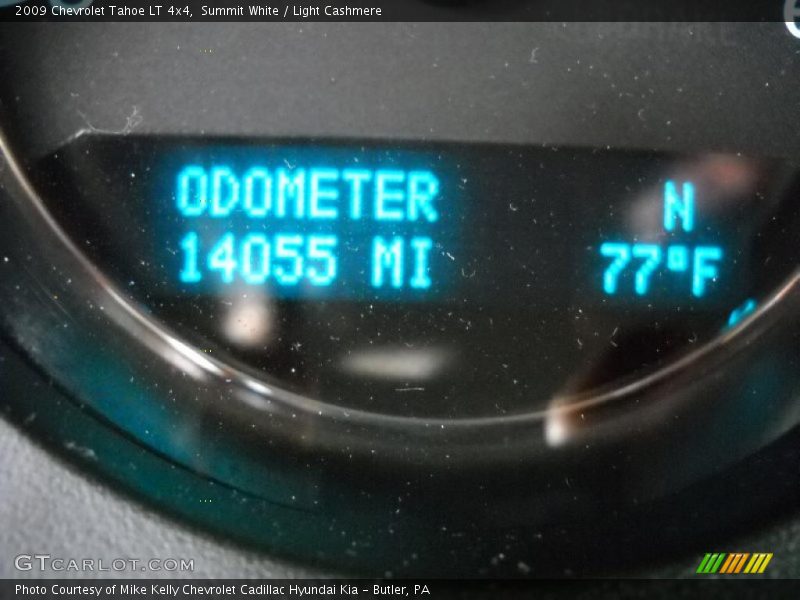 2009 Chevrolet Tahoe LT 4x4,  Summit White / Light Cashmere
ODOMETER N
14055 MI 77°F
GTCARLOT.COM
Photo Courtesy of Mike Kelly Chevrolet Cadillac Hyundai Kia - Butler, PA